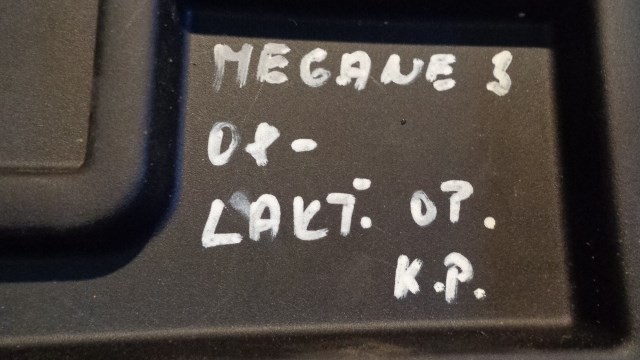 MEGANE 3
08-
LAKT. OP.
K.P.